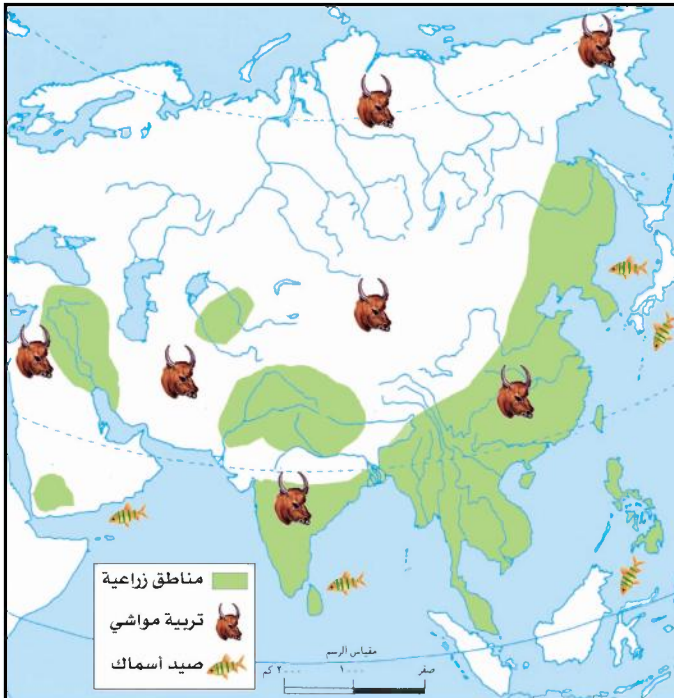 مناطق زراعية
تربية مواشي
صيد أسماك
مقياس الرسم
صفر ١٠٠٠ ٢٠٠٠ كم